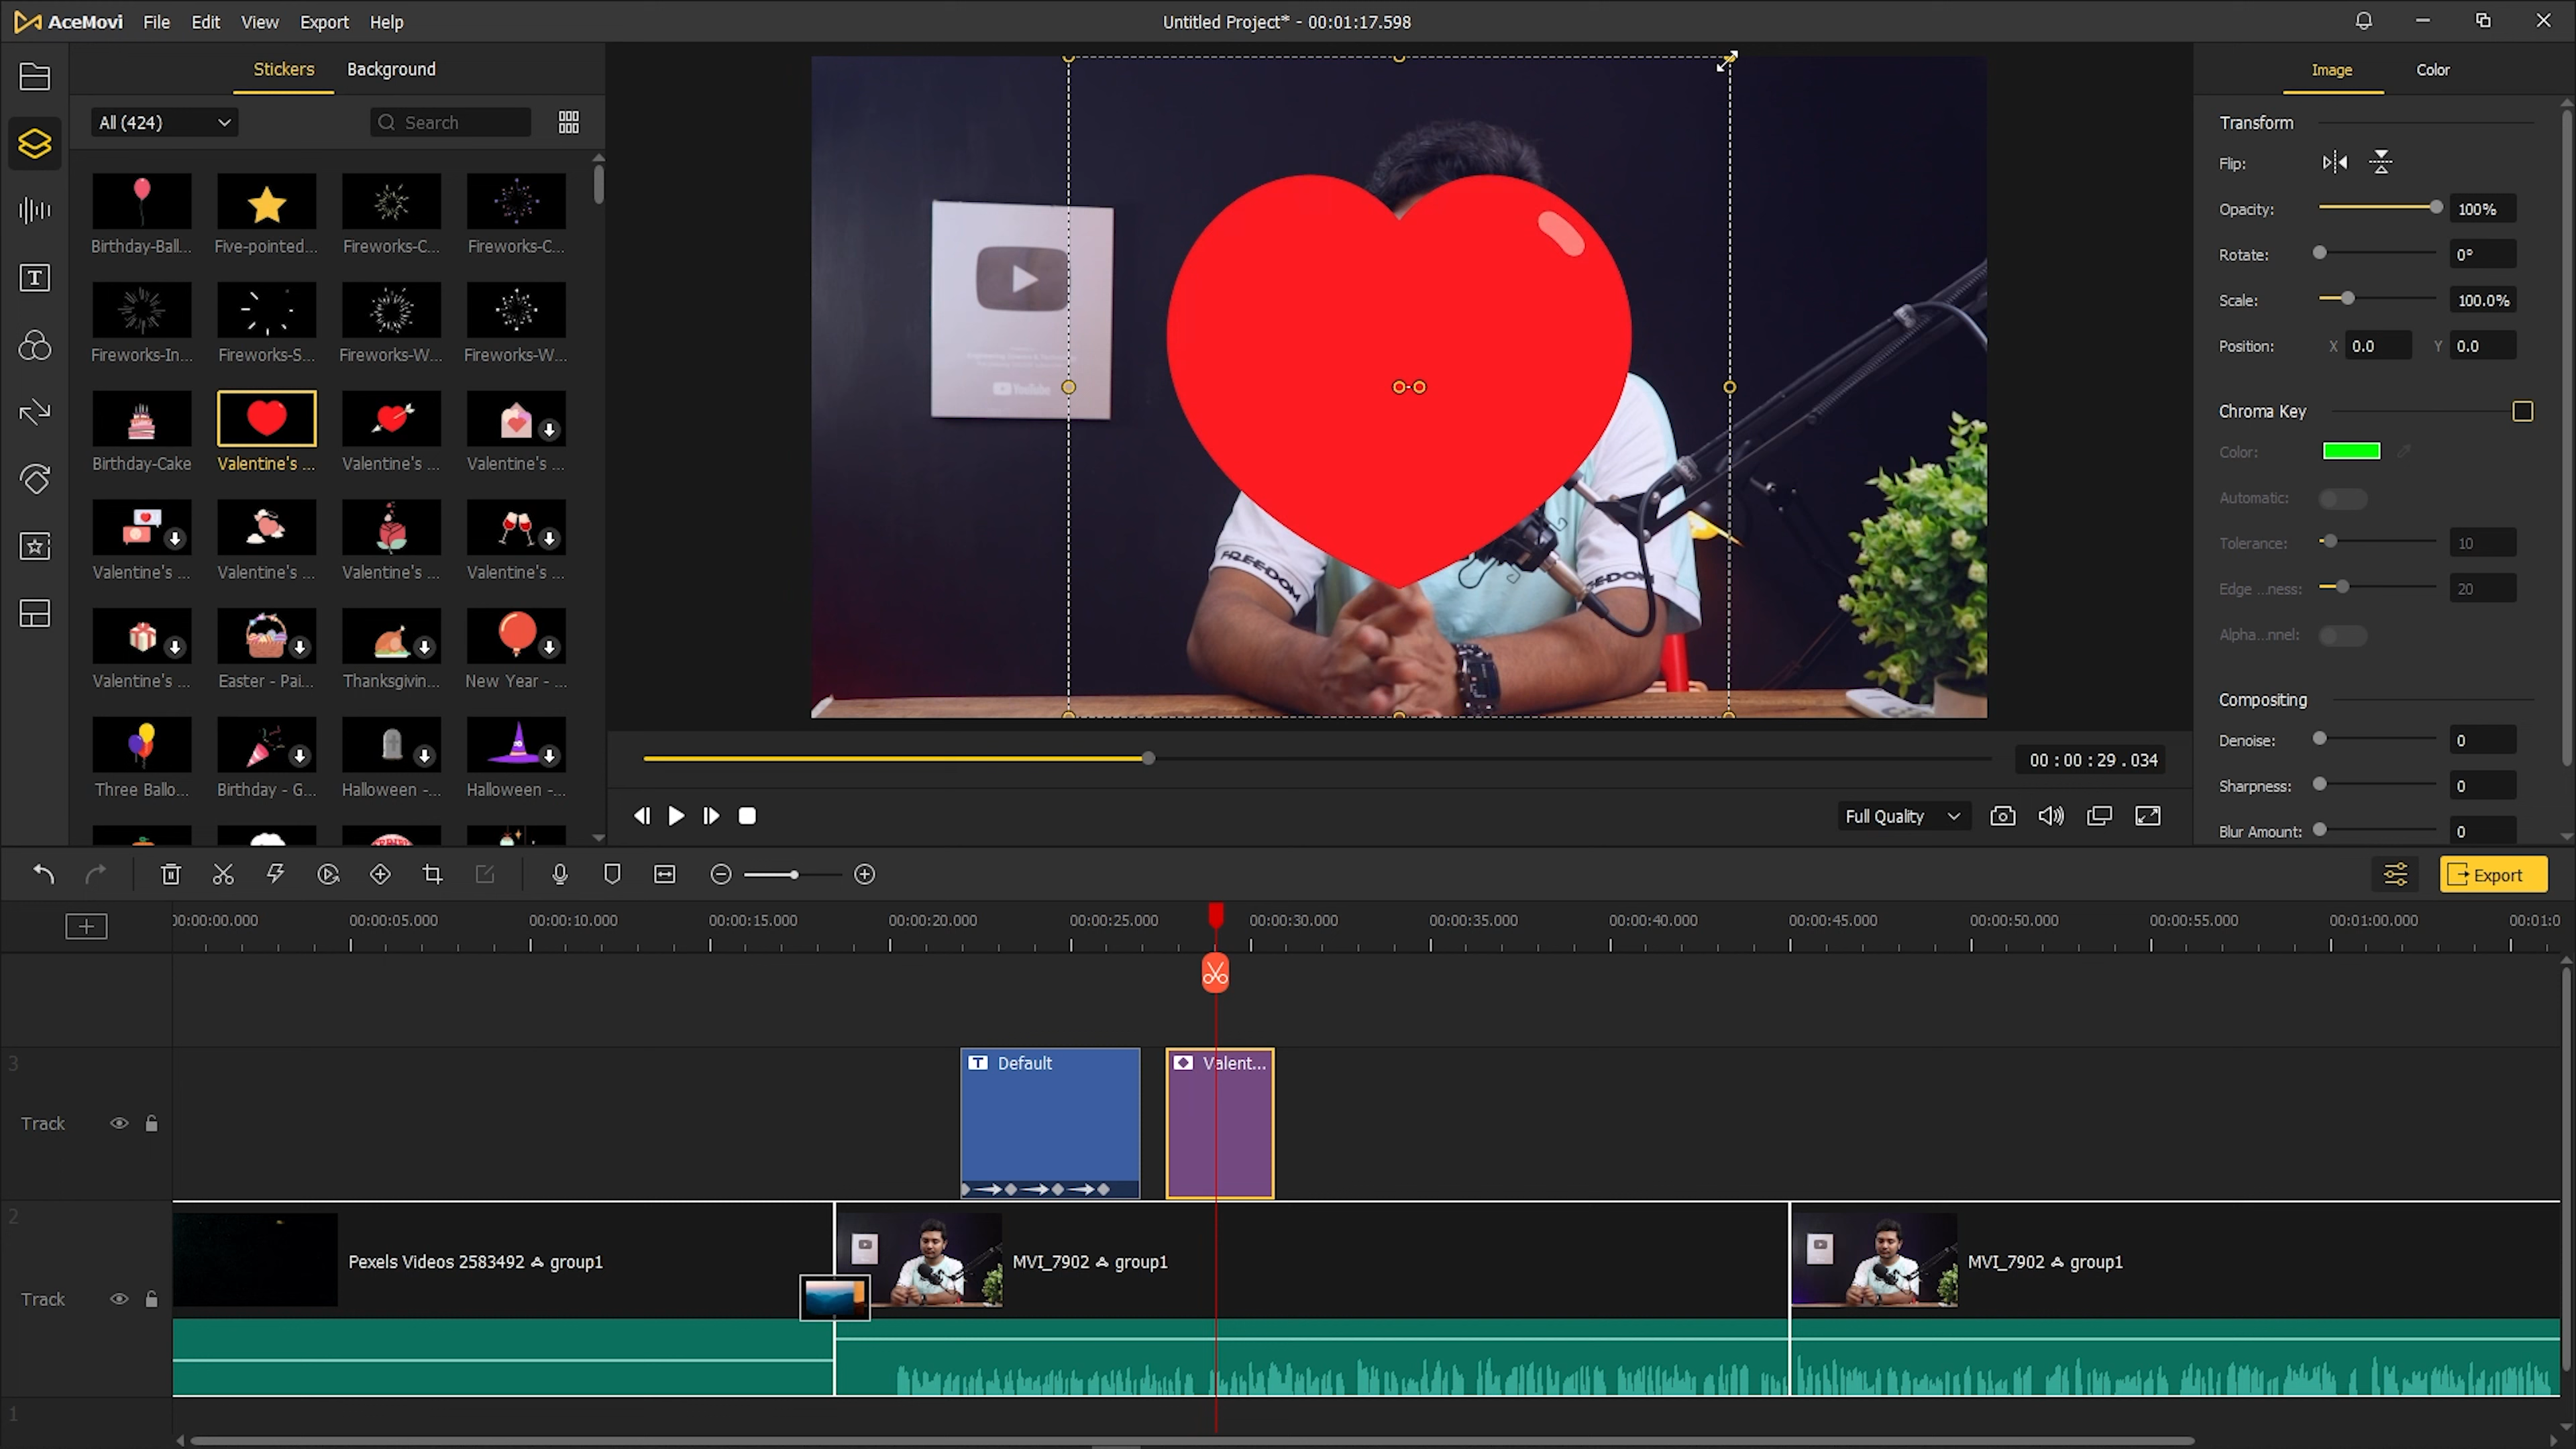 AceMovi File Edit View Export Help
Untitled Project* - 00:01:17.598
Stickers Background
All (424)
Search
Birthday-Ball...
Five-pointed...
Fireworks-C...
Fireworks-C...
Fireworks-In...
Fireworks-S...
Fireworks-W...
Fireworks-W...
Birthday-Cake
Valentine's ...
Valentine's ...
Valentine's ...
Valentine's ...
Valentine's ...
Valentine's ...
Valentine's ...
Valentine's ...
Easter - Pai...
Thanksgivin...
New Year - ...
Three Ballo...
Birthday - G...
Halloween -...
Halloween -...
YouTube
FREEDOM
EEDOM
00 : 00 : 29 . 034
Full Quality
Image Color
Transform
Flip:
Opacity: 100%
Rotate: 0°
Scale: 100.0%
Position: X 0.0 Y 0.0
Chroma Key
Color:
Automatic:
Tolerance: 10
Edge ...ness: 20
Alpha...nnel:
Compositing
Denoise: 0
Sharpness: 0
Blur Amount: 0
Export
00:00:00.000
00:00:05.000
00:00:10.000
00:00:15.000
00:00:20.000
00:00:25.000
00:00:30.000
00:00:35.000
00:00:40.000
00:00:45.000
00:00:50.000
00:00:55.000
00:01:00.000
00:01:0
3
Track
T Default
Valent...
2
Track
Pexels Videos 2583492 group1
MVI_7902 group1
MVI_7902 group1
1